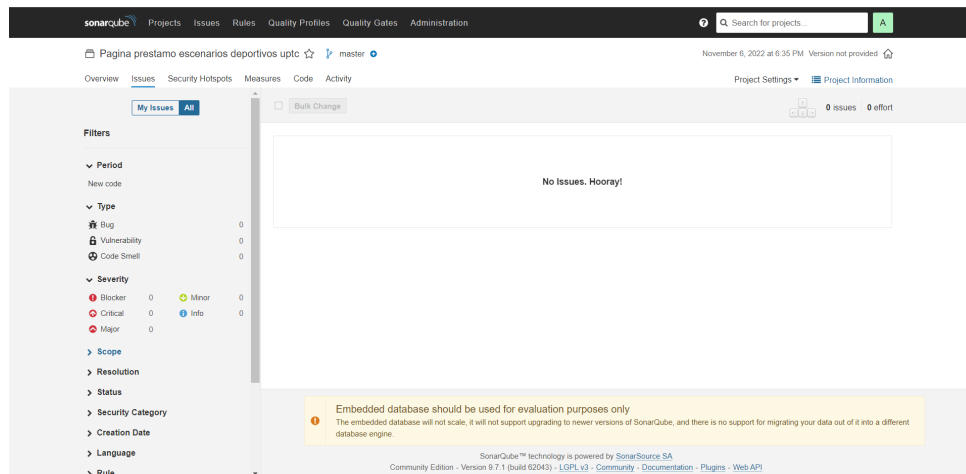 sonarqube Projects Issues Rules Quality Profiles Quality Gates Administration Search for projects... A
Pagina prestamo escenarios deportivos uptc master November 6, 2022 at 6:35 PM Version not provided
Overview Issues Security Hotspots Measures Code Activity Project Settings Project Information
My Issues All Bulk Change 0 issues 0 effort
Filters
Period
New code
Type
Bug 0
Vulnerability 0
Code Smell 0
Severity
Blocker 0 Minor 0
Critical 0 Info 0
Major 0
Scope
Resolution
Status
Security Category
Creation Date
Language
Rule
No Issues. Hooray!
Embedded database should be used for evaluation purposes only
The embedded database will not scale, it will not support upgrading to newer versions of SonarQube, and there is no support for migrating your data out of it into a different
database engine.
SonarQube™ technology is powered by SonarSource SA
Community Edition - Version 9.7.1 (build 62043) - LGPL v3 - Community - Documentation - Plugins - Web API